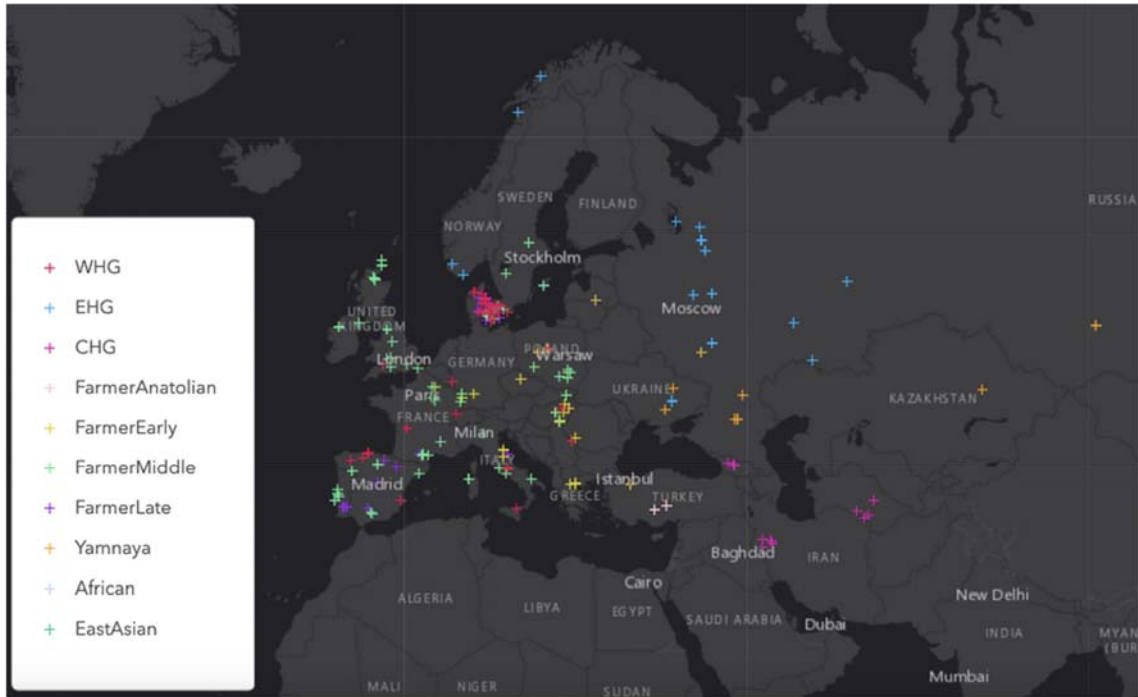 WHG
EHG
CHG
FarmerAnatolian
FarmerEarly
FarmerMiddle
FarmerLate
Yamnaya
African
EastAsian
RUSSIA
SWEDEN
FINLAND
NORWAY
Stockholm
Moscow
UNITED
KINGDOM
London
POLAND
Warsaw
GERMANY
Paris
UKRAINE
KAZAKHSTAN
FRANCE
Milan
ITALY
Madrid
Istanbul
GREECE
TURKEY
Baghdad
IRAN
Cairo
New Delhi
ALGERIA
LIBYA
EGYPT
SAUDI ARABIA
Dubai
INDIA
MYAN
(BUR
MALI
NIGER
SUDAN
Mumbai